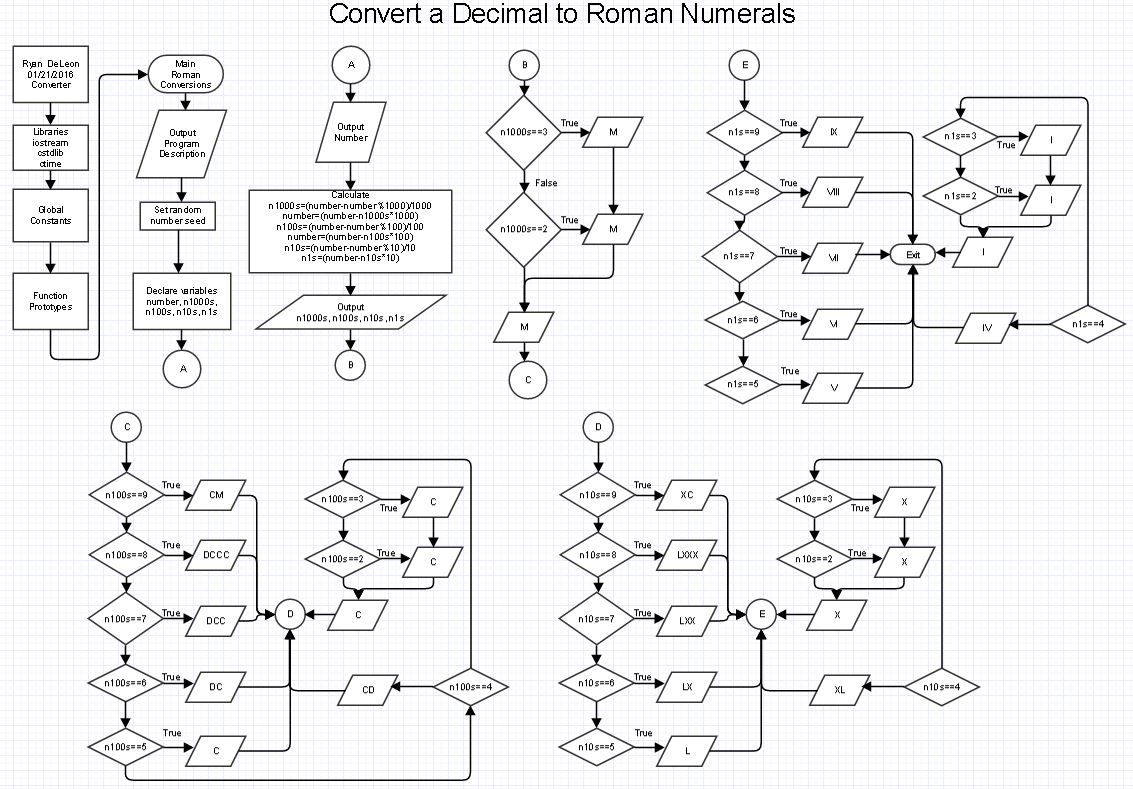 Convert a Decimal to Roman Numerals
Ryan DeLeon
01/21/2016
Converter
Libraries
iostream
cstdlib
ctime
Global
Constants
Function
Prototypes
Main
Roman
Conversions
Output
Program
Description
Set random
number seed
Declare variables
number, n1000s,
n100s, n10s, n1s
A
A
Output
Number
Calculate
n1000s=(number-number%1000)/1000
number=(number-n1000s*1000)
n100s=(number-number%100)/100
number=(number-n100s*100)
n10s=(number-number%10)/10
n1s=(number-n10s*10)
Output
n1000s, n100s, n10s, n1s
B
B
n1000s==3
True
M
False
n1000s==2
True
M
M
C
E
n1s==9
True
IX
n1s==8
True
VIII
n1s==7
True
VII
n1s==6
True
VI
n1s==5
True
V
Exit
n1s==3
True
I
n1s==2
True
I
I
IV
n1s==4
C
n100s==9
True
CM
n100s==8
True
DCCC
n100s==7
True
DCC
n100s==6
True
DC
n100s==5
True
C
D
n100s==3
True
C
n100s==2
True
C
C
CD
n100s==4
D
n10s==9
True
XC
n10s==8
True
LXXX
n10s==7
True
LXX
n10s==6
True
LX
n10s==5
True
L
E
n10s==3
True
X
n10s==2
True
X
X
XL
n10s==4